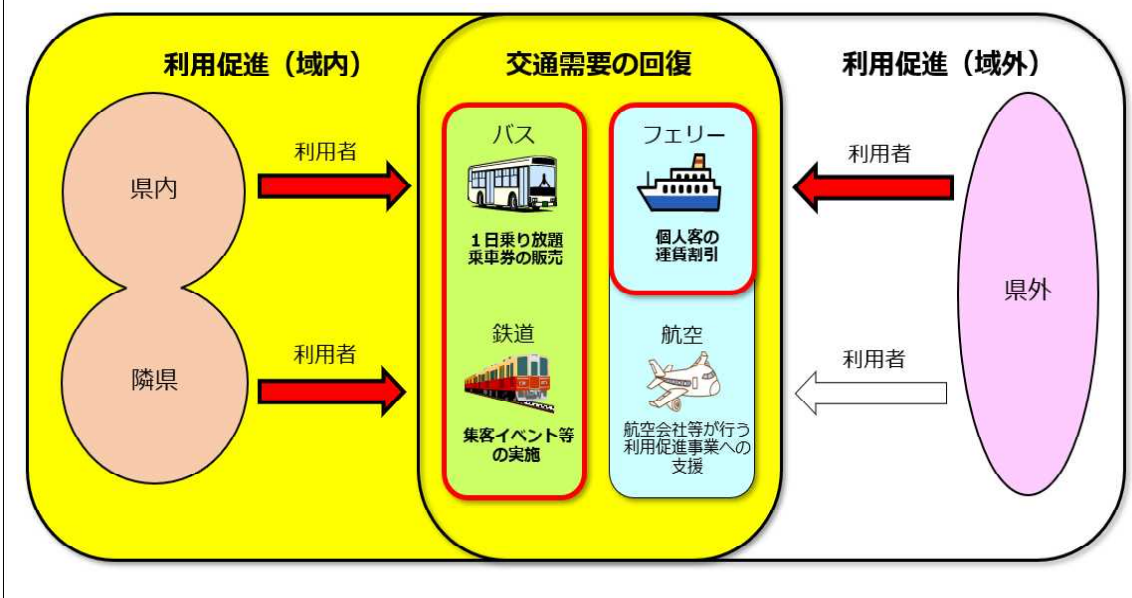 利用促進（域内）
交通需要の回復
利用促進（域外）
県内
隣県
利用者
利用者
バス
１日乗り放題
乗車券の販売
鉄道
集客イベント等
の実施
フェリー
個人客の
運賃割引
航空
航空会社等が行う
利用促進事業への
支援
利用者
利用者
県外